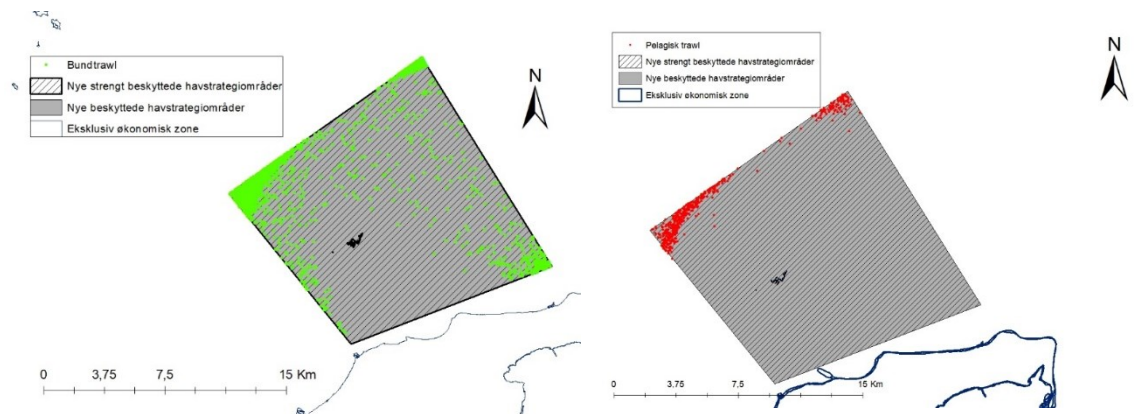 Bundtrawl
Nye strengt beskyttede havstrategiområder
Nye beskyttede havstrategiområder
Eksklusiv økonomisk zone
N
0 3,75 7,5 15 Km
Pelagisk trawl
Nye strengt beskyttede havstrategiområder
Nye beskyttede havstrategiområder
Eksklusiv økonomisk zone
N
0 3,75 7,5 15 Km